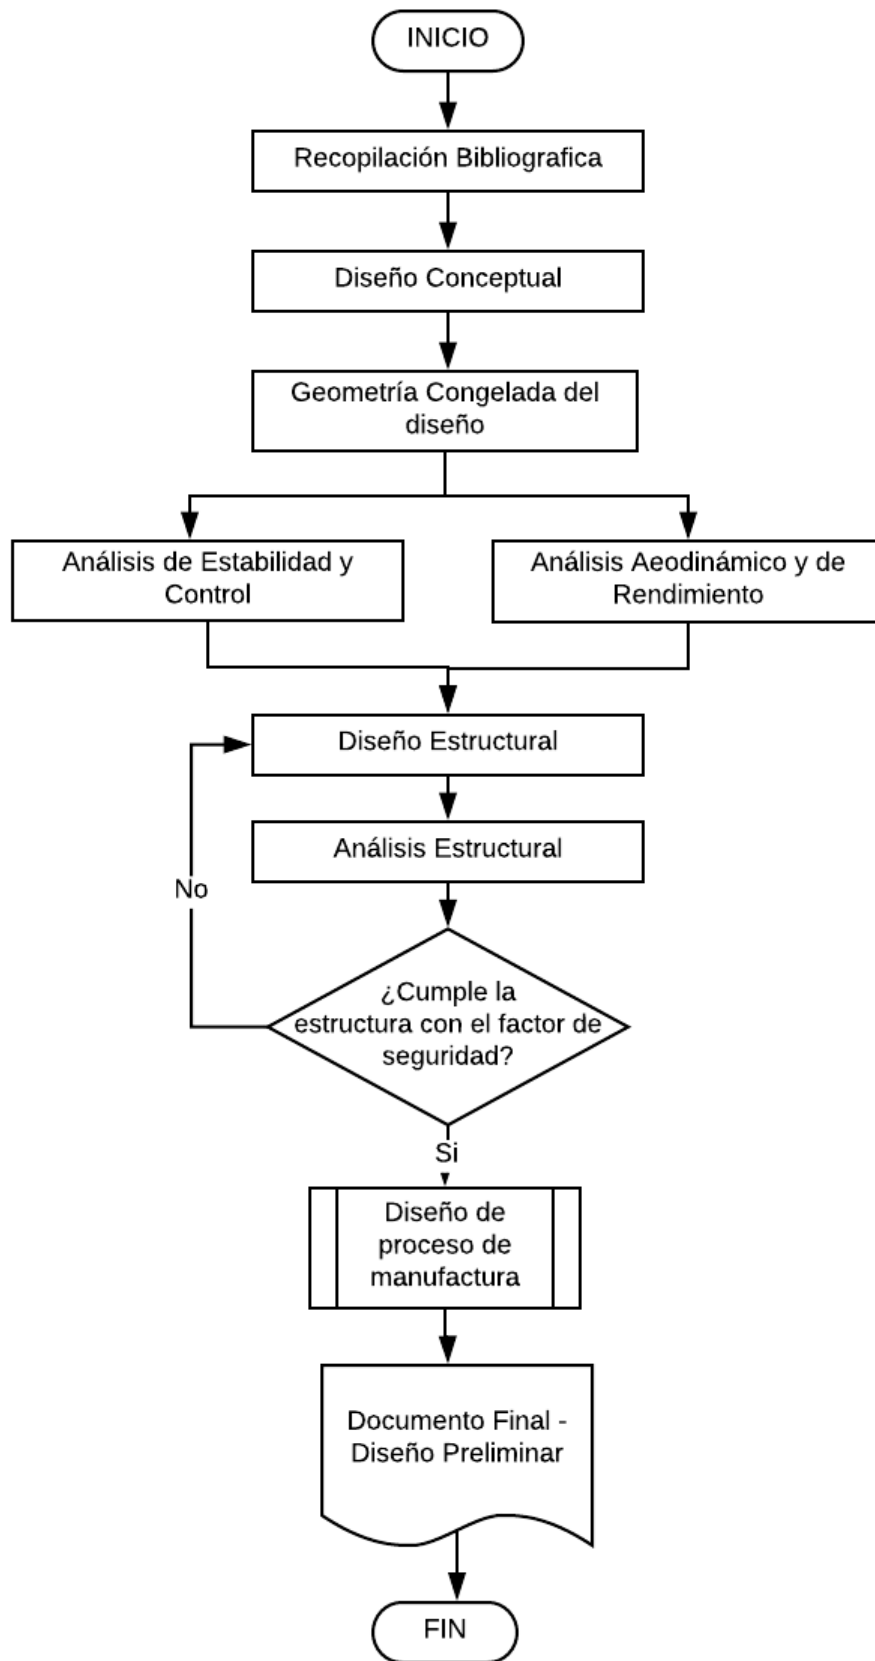 INICIO
Recopilación Bibliografica
Diseño Conceptual
Geometría Congelada del
diseño
Análisis de Estabilidad y
Control
Análisis Aeodinámico y de
Rendimiento
Diseño Estructural
Análisis Estructural
No
¿Cumple la
estructura con el factor de
seguridad?
Si
Diseño de
proceso de
manufactura
Documento Final -
Diseño Preliminar
FIN